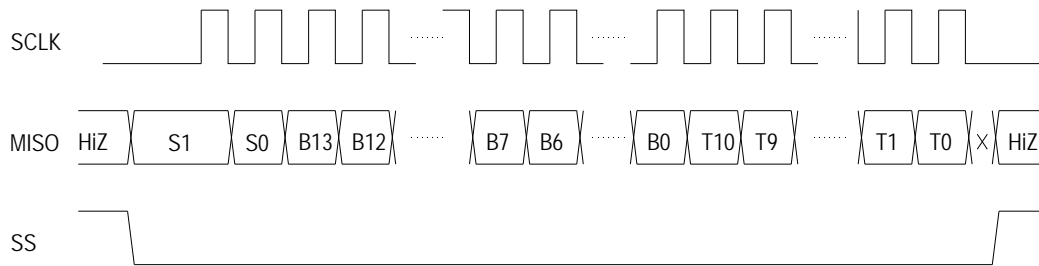 SCLK
MISO HiZ S1 S0 B13 B12 ...... B7 B6 ...... B0 T10 T9 ...... T1 T0 X HiZ
SS